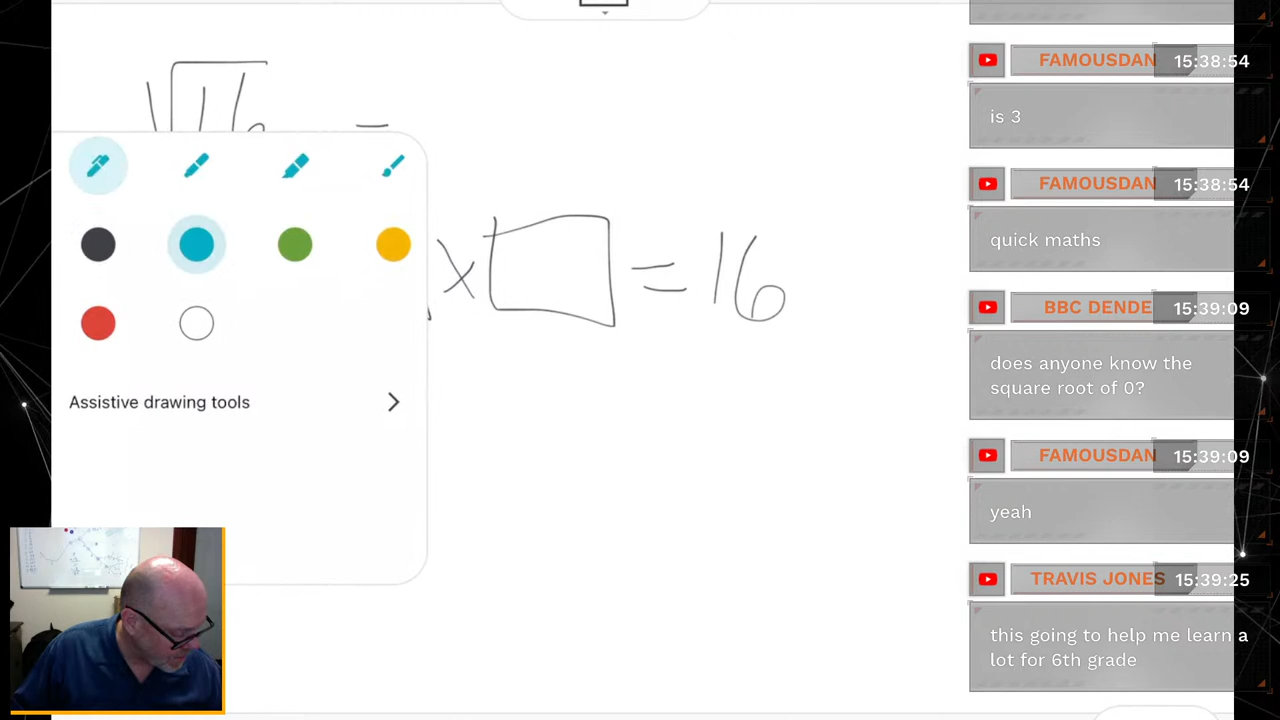 √16 =
x □ = 16
Assistive drawing tools
FAMOUSDAN 15:38:54
is 3
FAMOUSDAN 15:38:54
quick maths
BBC DENDE 15:39:09
does anyone know the
square root of 0?
FAMOUSDAN 15:39:09
yeah
TRAVIS JONES 15:39:25
this going to help me learn a
lot for 6th grade